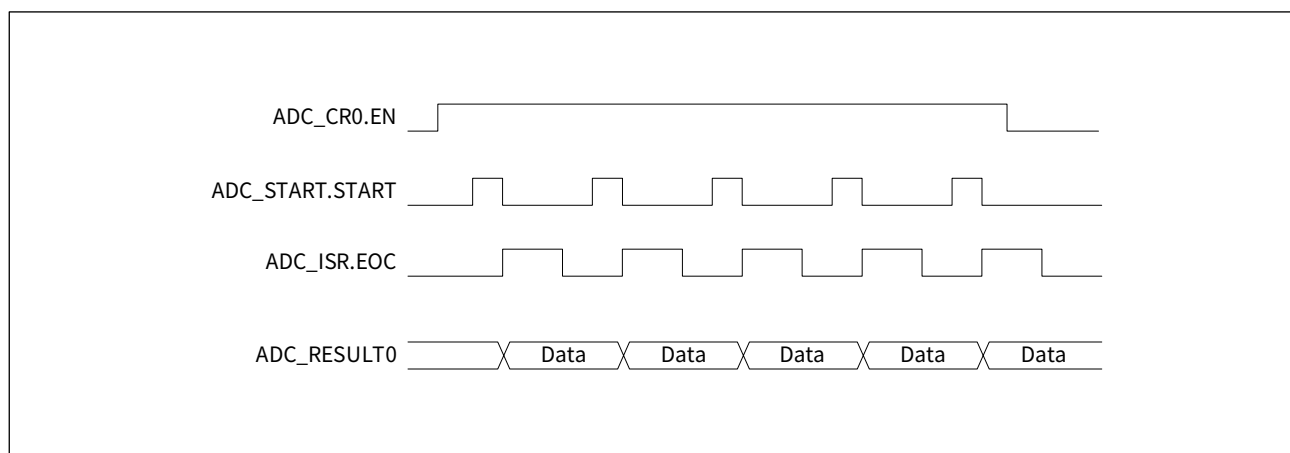 ADC_CR0.EN
ADC_START.START
ADC_ISR.EOC
ADC_RESULT0 Data Data Data Data Data